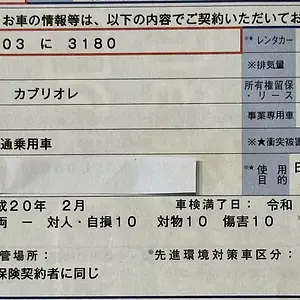 お車の情報等は、以下の内容でご契約いただいてお
03 に 3180
※*レンタカー
※排気量
カブリオレ
所有権留保
・リース
事業専用車
通乗用車
※★衝突被害
※*使用
目的
成20年 2月
車検満了日： 令和
両 － 対人・自損10 対物10 傷害10
管場所：
*先進環境対策車区分：
保険契約者に同じ